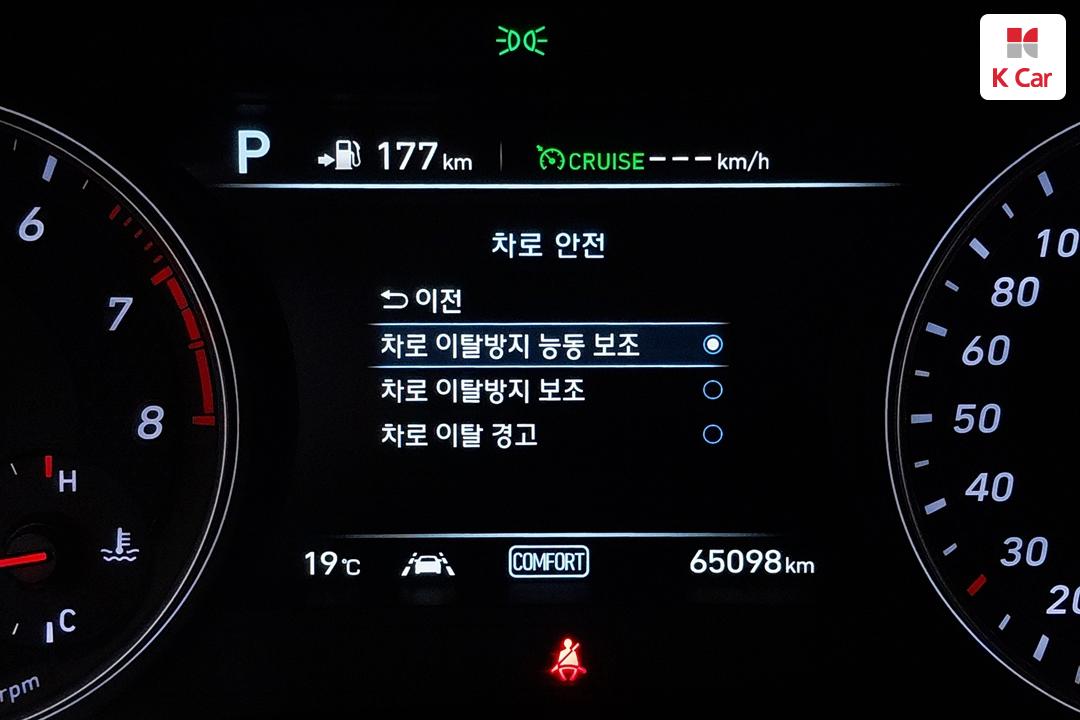 K Car
P 177 km CRUISE --- km/h
차로 안전
이전
차로 이탈방지 능동 보조
차로 이탈방지 보조
차로 이탈 경고
19℃ COMFORT 65098 km
6
7
8
H
C
rpm
10
80
60
50
40
30
20